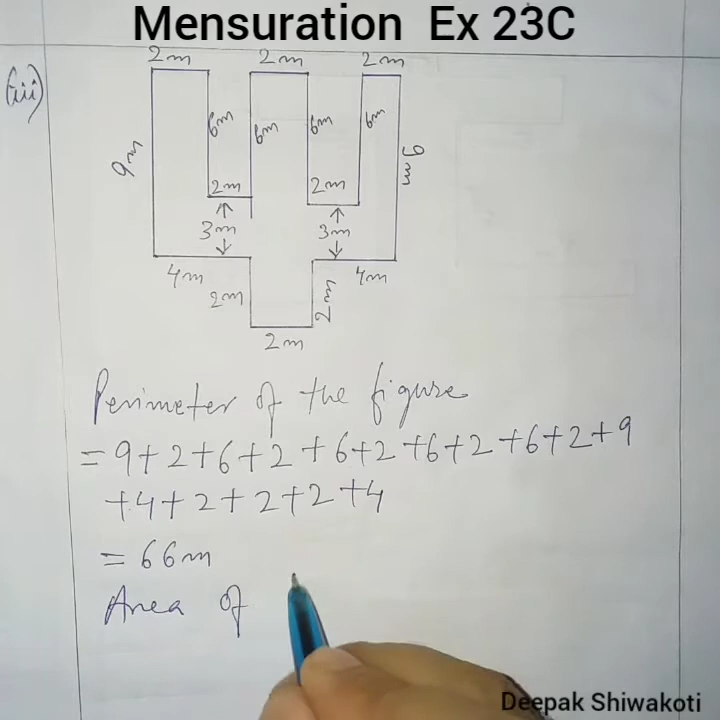 Mensuration Ex 23C
(iii)
2m 2m 2m
9m 6m 6m 6m 6m 9m
2m 2m
3m 3m
4m 4m
2m 2m
2m
Perimeter of the figure
= 9+2+6+2+6+2+6+2+6+2+9
+4+2+2+2+4
= 66m
Area of
Deepak Shiwakoti